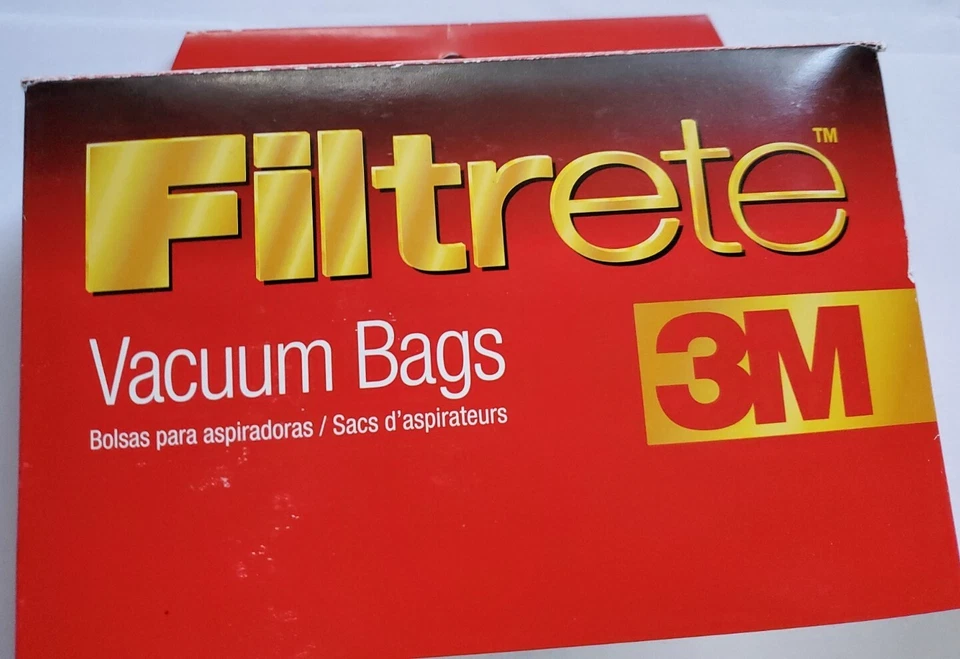 Filtrete™
Vacuum Bags
Bolsas para aspiradoras / Sacs d'aspirateurs
3M